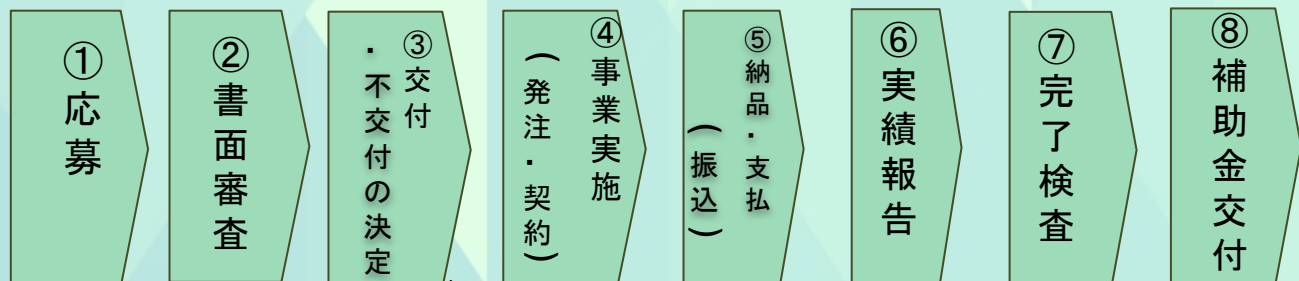 ①応募
②書面審査
③交付
・不交付の決定
④事業実施
（発注・契約）
⑤納品・支払
（振込）
⑥実績報告
⑦完了検査
⑧補助金交付